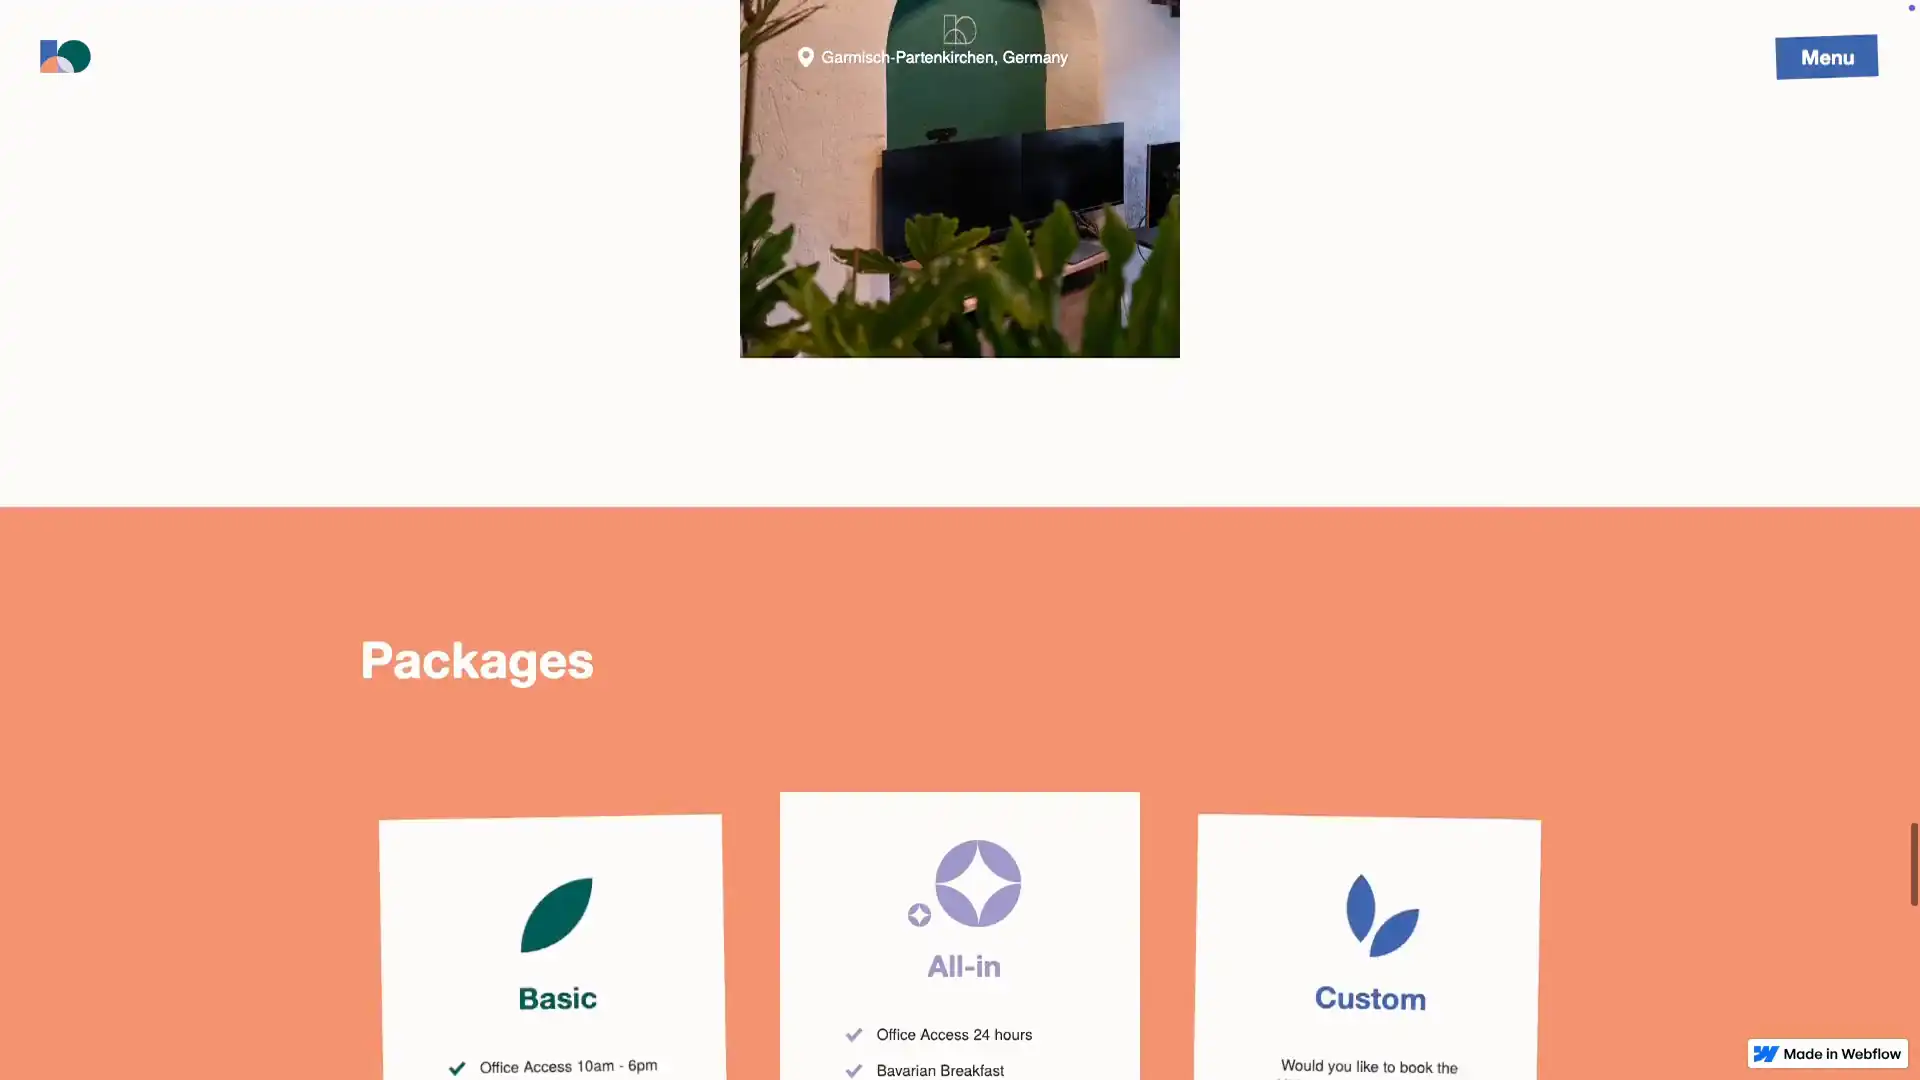 Garmisch-Partenkirchen, Germany
Menu
Packages
Basic
Office Access 10am - 6pm
All-in
Office Access 24 hours
Bavarian Breakfast
Custom
Would you like to book the
Made in Webflow